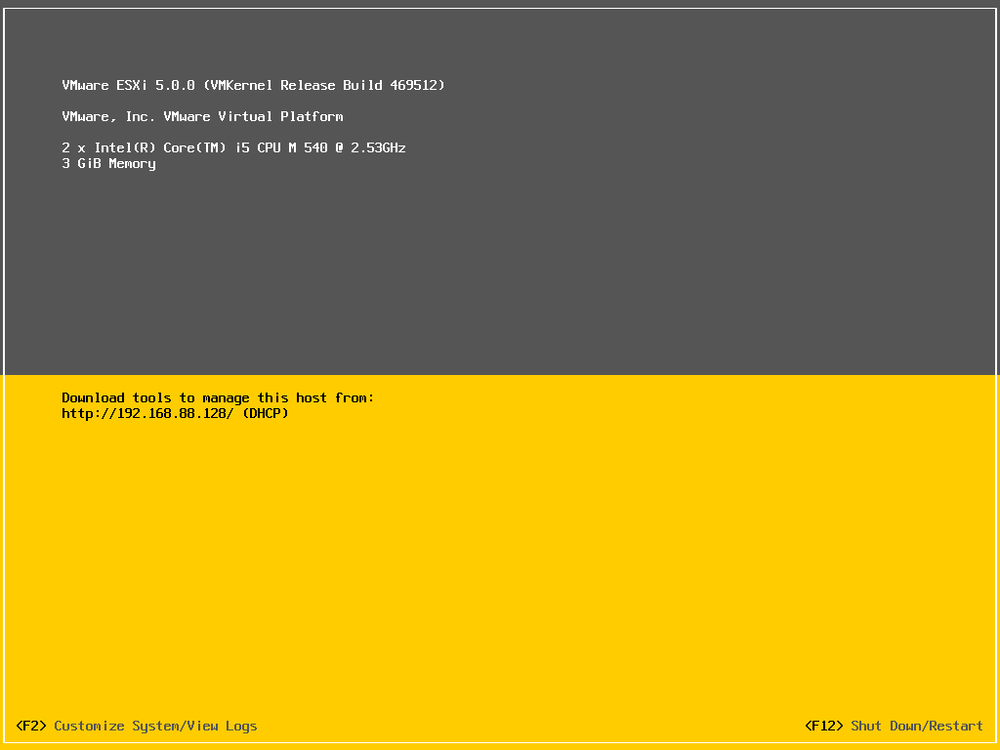 VMware ESXi 5.0.0 (VMKernel Release Build 469512)
VMware, Inc. VMware Virtual Platform
2 x Intel(R) Core(TM) i5 CPU M 540 @ 2.53GHz
3 GiB Memory
Download tools to manage this host from:
http://192.168.88.128/ (DHCP)
<F2> Customize System/View Logs
<F12> Shut Down/Restart